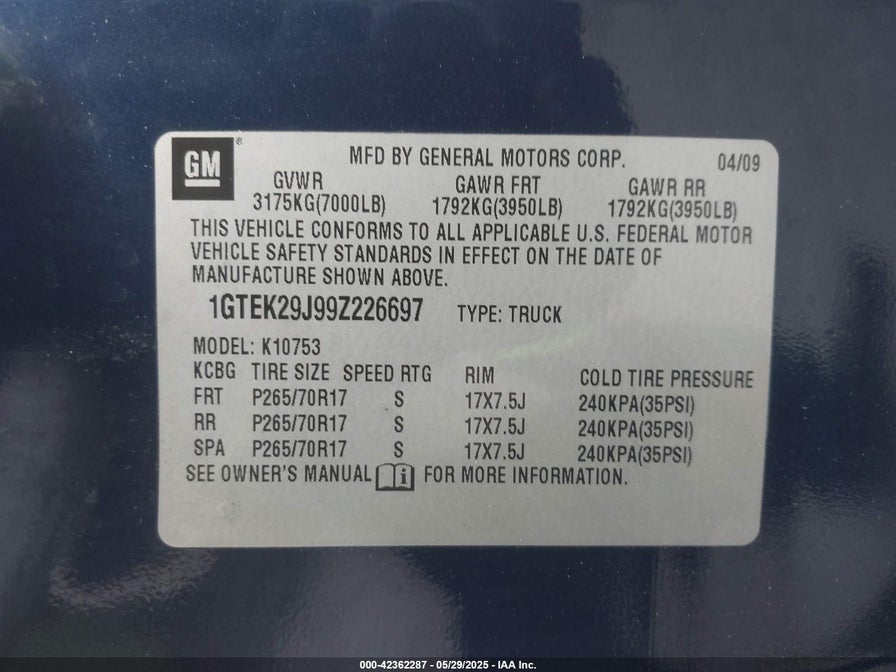 GM® MFD BY GENERAL MOTORS CORP. 04/09
GVWR GAWR FRT GAWR RR
3175KG(7000LB) 1792KG(3950LB) 1792KG(3950LB)
THIS VEHICLE CONFORMS TO ALL APPLICABLE U.S. FEDERAL MOTOR
VEHICLE SAFETY STANDARDS IN EFFECT ON THE DATE OF
MANUFACTURE SHOWN ABOVE.
1GTEK29J99Z226697 TYPE: TRUCK
MODEL: K10753
KCBG TIRE SIZE SPEED RTG RIM COLD TIRE PRESSURE
FRT P265/70R17 S 17X7.5J 240KPA(35PSI)
RR P265/70R17 S 17X7.5J 240KPA(35PSI)
SPA P265/70R17 S 17X7.5J 240KPA(35PSI)
SEE OWNER'S MANUAL i FOR MORE INFORMATION.
000-42362287 - 05/29/2025 - IAA Inc.